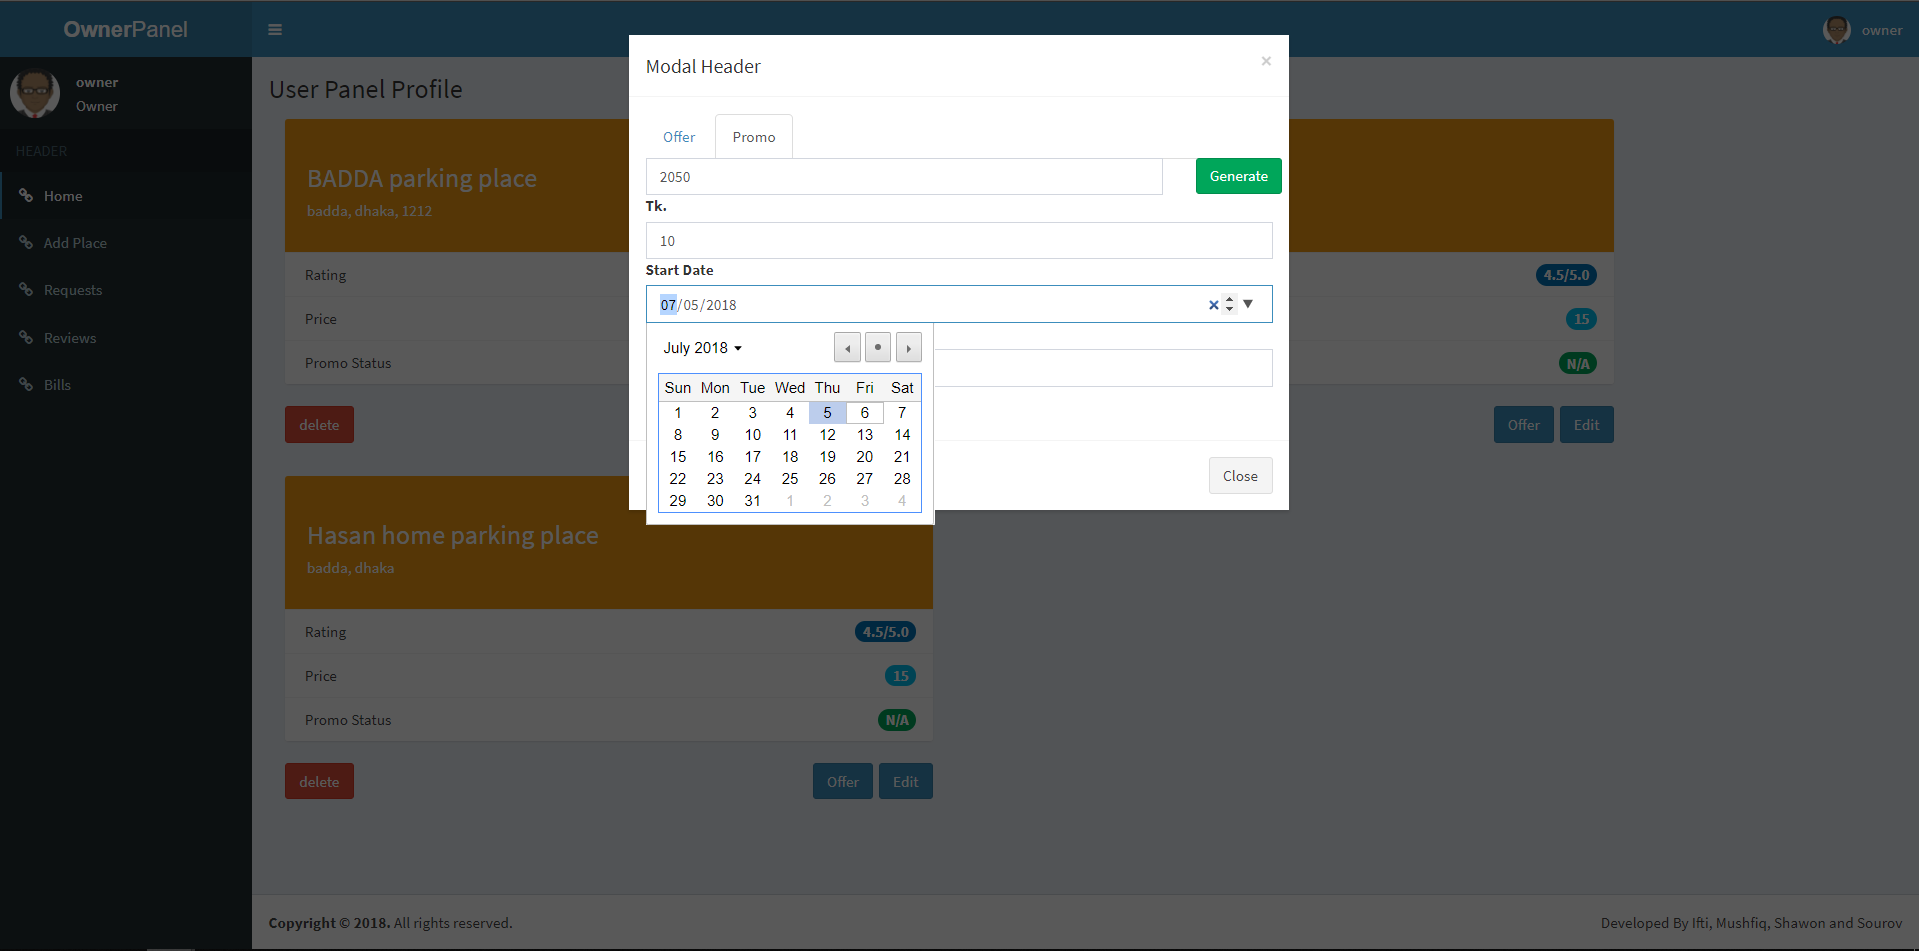 OwnerPanel
owner
owner
Owner
HEADER
Home
Add Place
Requests
Reviews
Bills
User Panel Profile
BADDA parking place
badda, dhaka, 1212
Rating
Price
Promo Status
delete
4.5/5.0
15
N/A
Offer Edit
Modal Header
×
Offer Promo
2050
Generate
Tk.
10
Start Date
07/05/2018
July 2018
Sun Mon Tue Wed Thu Fri Sat
1 2 3 4 5 6 7
8 9 10 11 12 13 14
15 16 17 18 19 20 21
22 23 24 25 26 27 28
29 30 31 1 2 3 4
Close
Hasan home parking place
badda, dhaka
Rating 4.5/5.0
Price 15
Promo Status N/A
delete Offer Edit
Copyright © 2018. All rights reserved.
Developed By Ifti, Mushfiq, Shawon and Sourov